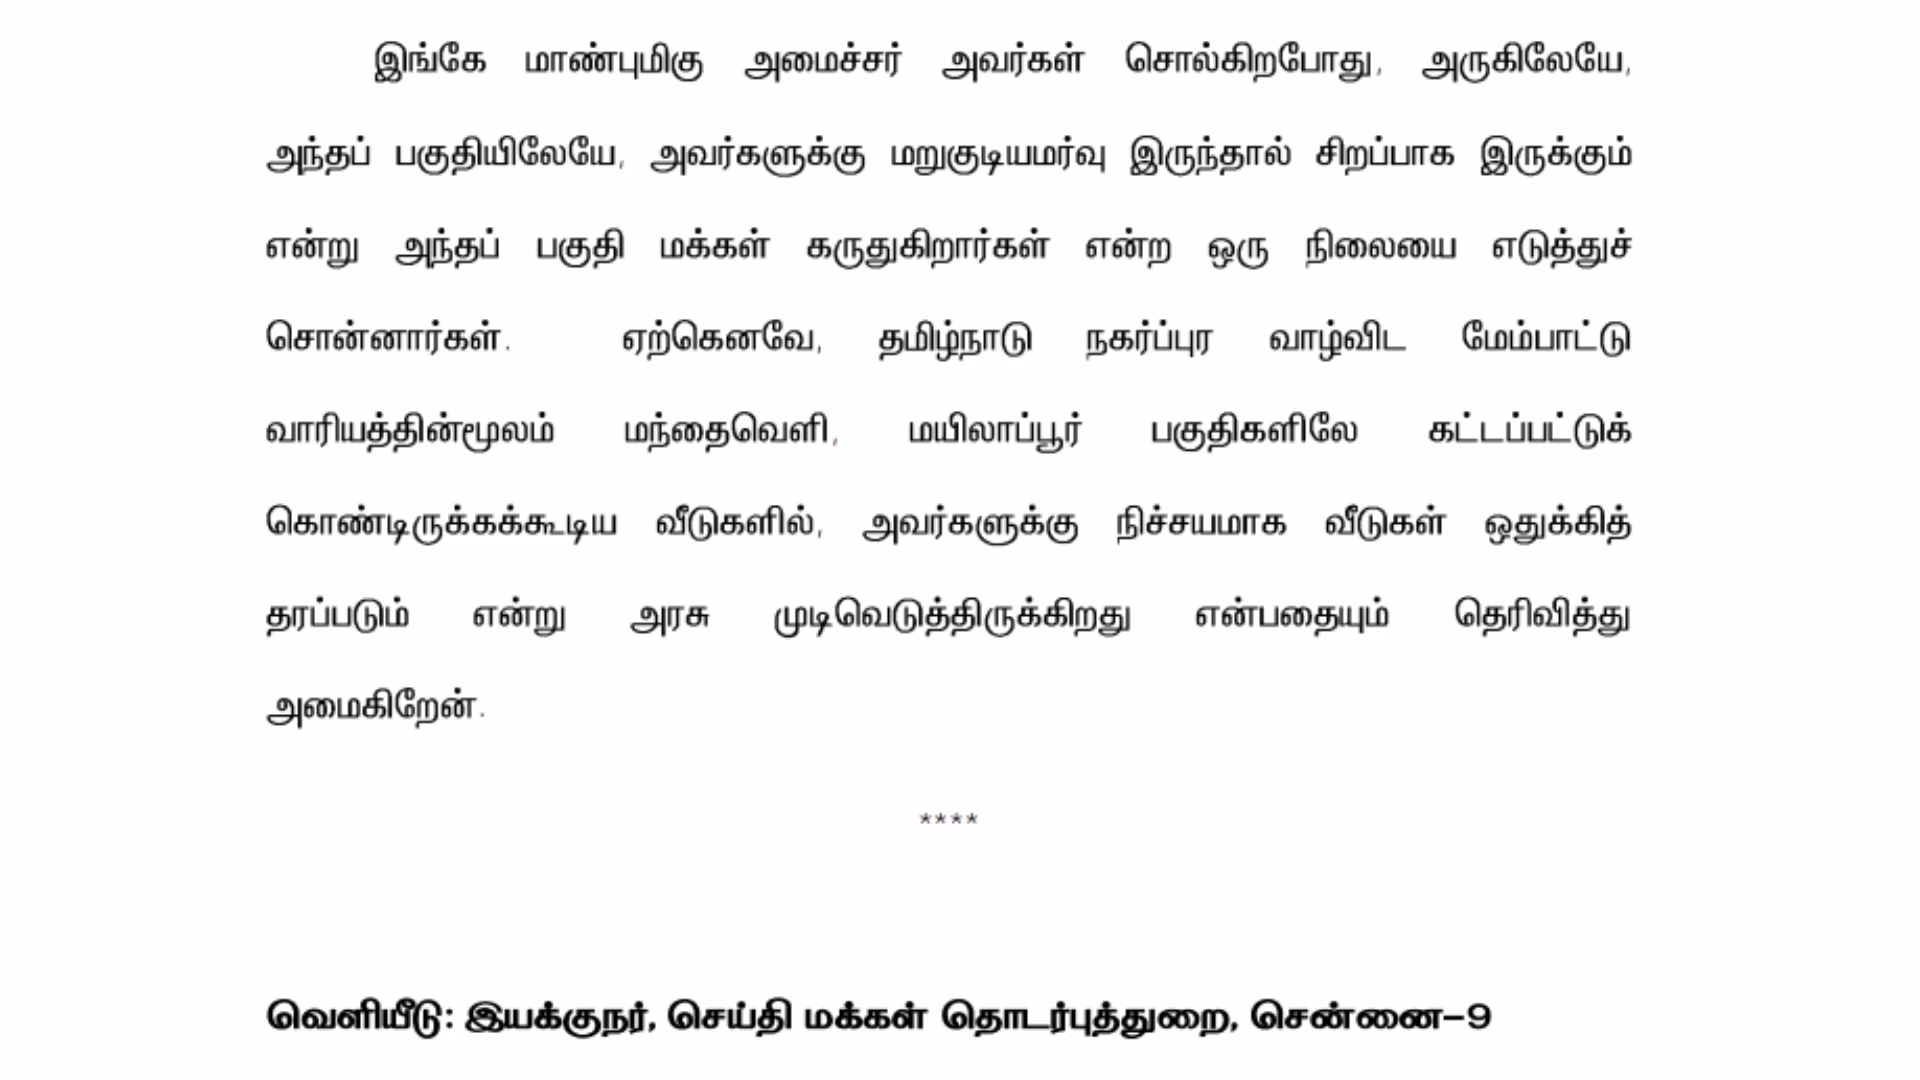 இங்கே மாண்புமிகு அமைச்சர் அவர்கள் சொல்கிறபோது, அருகிலேயே,
அந்தப் பகுதியிலேயே, அவர்களுக்கு மறுகுடியமர்வு இருந்தால் சிறப்பாக இருக்கும்
என்று அந்தப் பகுதி மக்கள் கருதுகிறார்கள் என்ற ஒரு நிலையை எடுத்துச்
சொன்னார்கள். ஏற்கெனவே, தமிழ்நாடு நகர்ப்புர வாழ்விட மேம்பாட்டு
வாரியத்தின்மூலம் மந்தைவெளி, மயிலாப்பூர் பகுதிகளிலே கட்டப்பட்டுக்
கொண்டிருக்கக்கூடிய வீடுகளில், அவர்களுக்கு நிச்சயமாக வீடுகள் ஒதுக்கித்
தரப்படும் என்று அரசு முடிவெடுத்திருக்கிறது என்பதையும் தெரிவித்து
அமைகிறேன்.
****
வெளியீடு: இயக்குநர், செய்தி மக்கள் தொடர்புத்துறை, சென்னை–9